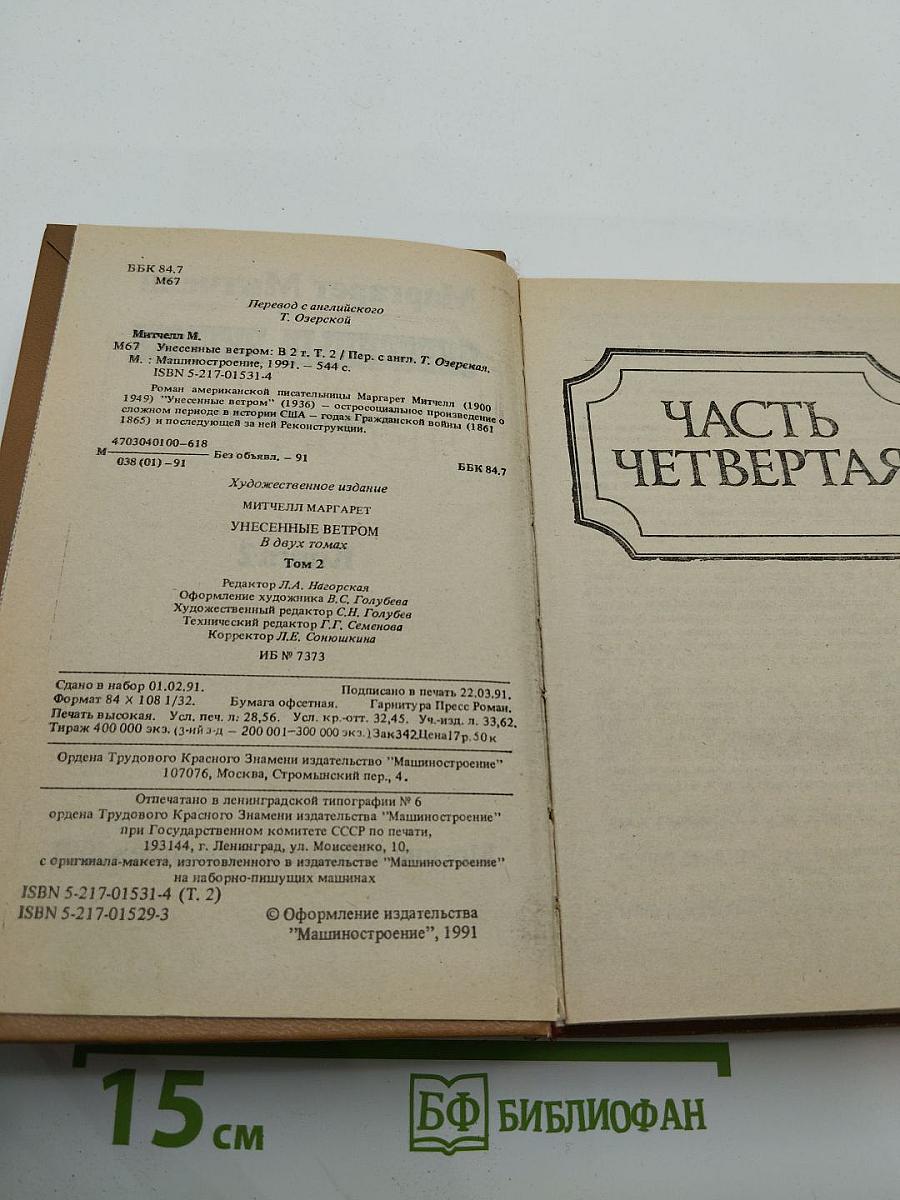 ББК 84.7
М67
Перевод с английского
Т. Озерской
Митчелл М.
М67 Унесенные ветром: В 2 т. Т. 2 / Пер. с англ. Т. Озерская.
М. : Машиностроение, 1991. – 544 с.
ISBN 5-217-01531-4
Роман американской писательницы Маргарет Митчелл (1900
1949) "Унесенные ветром" (1936) – остросоциальное произведение о
сложном периоде в истории США – годах Гражданской войны (1861
1865) и последующей за ней Реконструкции.
4703040100–618
М
038 (01) –91
Без объявл. – 91
ББК 84.7
Художественное издание
МИТЧЕЛЛ МАРГАРЕТ
УНЕСЕННЫЕ ВЕТРОМ
В двух томах
Том 2
Редактор Л.А. Нагорская
Оформление художника В.С. Голубева
Художественный редактор С.Н. Голубев
Технический редактор Г.Г. Семенова
Корректор Л.Е. Сонюшкина
ИБ № 7373
Сдано в набор 01.02.91. Подписано в печать 22.03.91.
Формат 84 X 108 1/32. Бумага офсетная. Гарнитура Пресс Роман.
Печать высокая. Усл. печ. л: 28,56. Усл. кр.-отт. 32,45. Уч.-изд. л. 33,62.
Тираж 400 000 экз. (3-ий з-д – 200 001–300 000 экз.) Зак342. Цена 17 р. 50 к
Ордена Трудового Красного Знамени издательство "Машиностроение"
107076, Москва, Стромынский пер., 4.
Отпечатано в ленинградской типографии № 6
ордена Трудового Красного Знамени издательства "Машиностроение"
при Государственном комитете СССР по печати,
193144, г. Ленинград, ул. Моисеенко, 10,
с оригинала-макета, изготовленного в издательстве "Машиностроение"
на наборно-пишущих машинах
ISBN 5-217-01531-4 (Т. 2)
ISBN 5-217-01529-3
© Оформление издательства
"Машиностроение", 1991
ЧАСТЬ
ЧЕТВЕРТАЯ
15 см
БФ БИБЛИОФАН